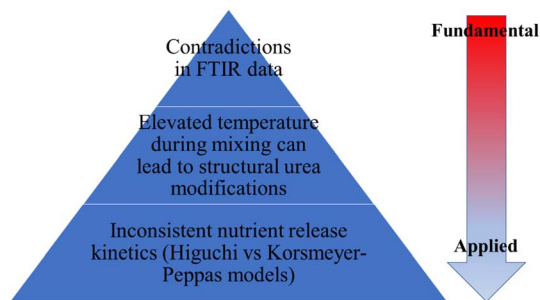 Contradictions
in FTIR data
Elevated temperature
during mixing can
lead to structural urea
modifications
Inconsistent nutrient release
kinetics (Higuchi vs Korsmeyer-
Peppas models)
Fundamental
Applied